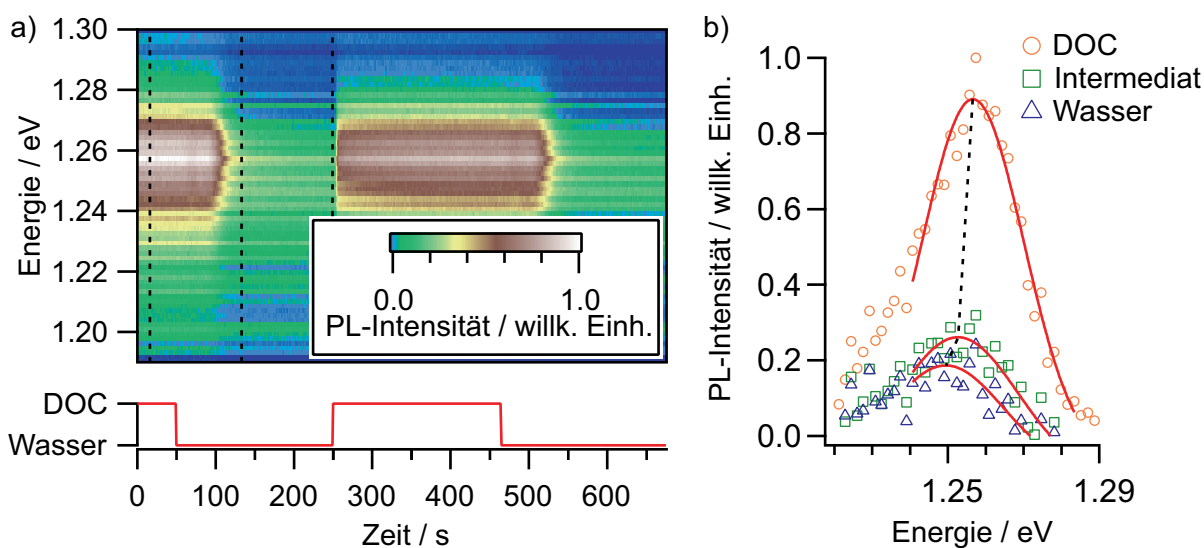 a)
1.30
1.28
1.26
1.24
1.22
1.20
Energie / eV
0.0
1.0
PL-Intensität / willk. Einh.
DOC
Wasser
0
100
200
300
400
500
600
Zeit / s
b)
DOC
Intermediat
Wasser
1.0
0.8
0.6
0.4
0.2
0.0
PL-Intensität / willk. Einh.
1.25
1.29
Energie / eV